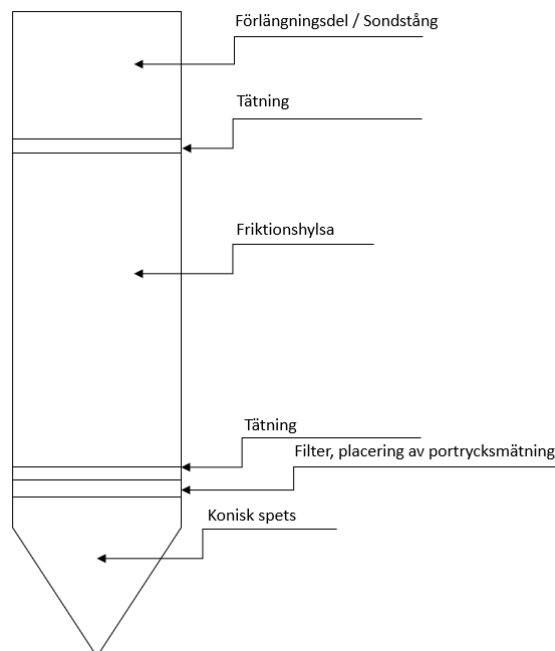 Förlängningsdel / Sondstång
Tätning
Friktionshylsa
Tätning
Filter, placering av portrycksmätning
Konisk spets